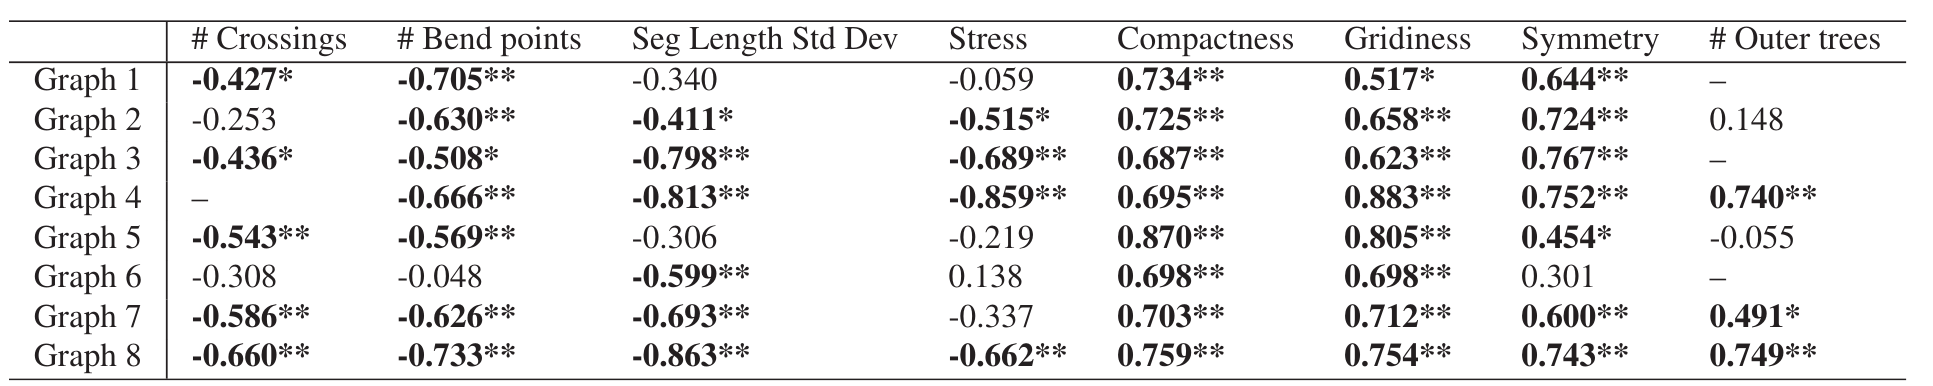 # Crossings # Bend points Seg Length Std Dev Stress Compactness Gridiness Symmetry # Outer trees
Graph 1 -0.427* -0.705** -0.340 -0.059 0.734** 0.517* 0.644** –
Graph 2 -0.253 -0.630** -0.411* -0.515* 0.725** 0.658** 0.724** 0.148
Graph 3 -0.436* -0.508* -0.798** -0.689** 0.687** 0.623** 0.767** –
Graph 4 – -0.666** -0.813** -0.859** 0.695** 0.883** 0.752** 0.740**
Graph 5 -0.543** -0.569** -0.306 -0.219 0.870** 0.805** 0.454* -0.055
Graph 6 -0.308 -0.048 -0.599** 0.138 0.698** 0.698** 0.301 –
Graph 7 -0.586** -0.626** -0.693** -0.337 0.703** 0.712** 0.600** 0.491*
Graph 8 -0.660** -0.733** -0.863** -0.662** 0.759** 0.754** 0.743** 0.749**